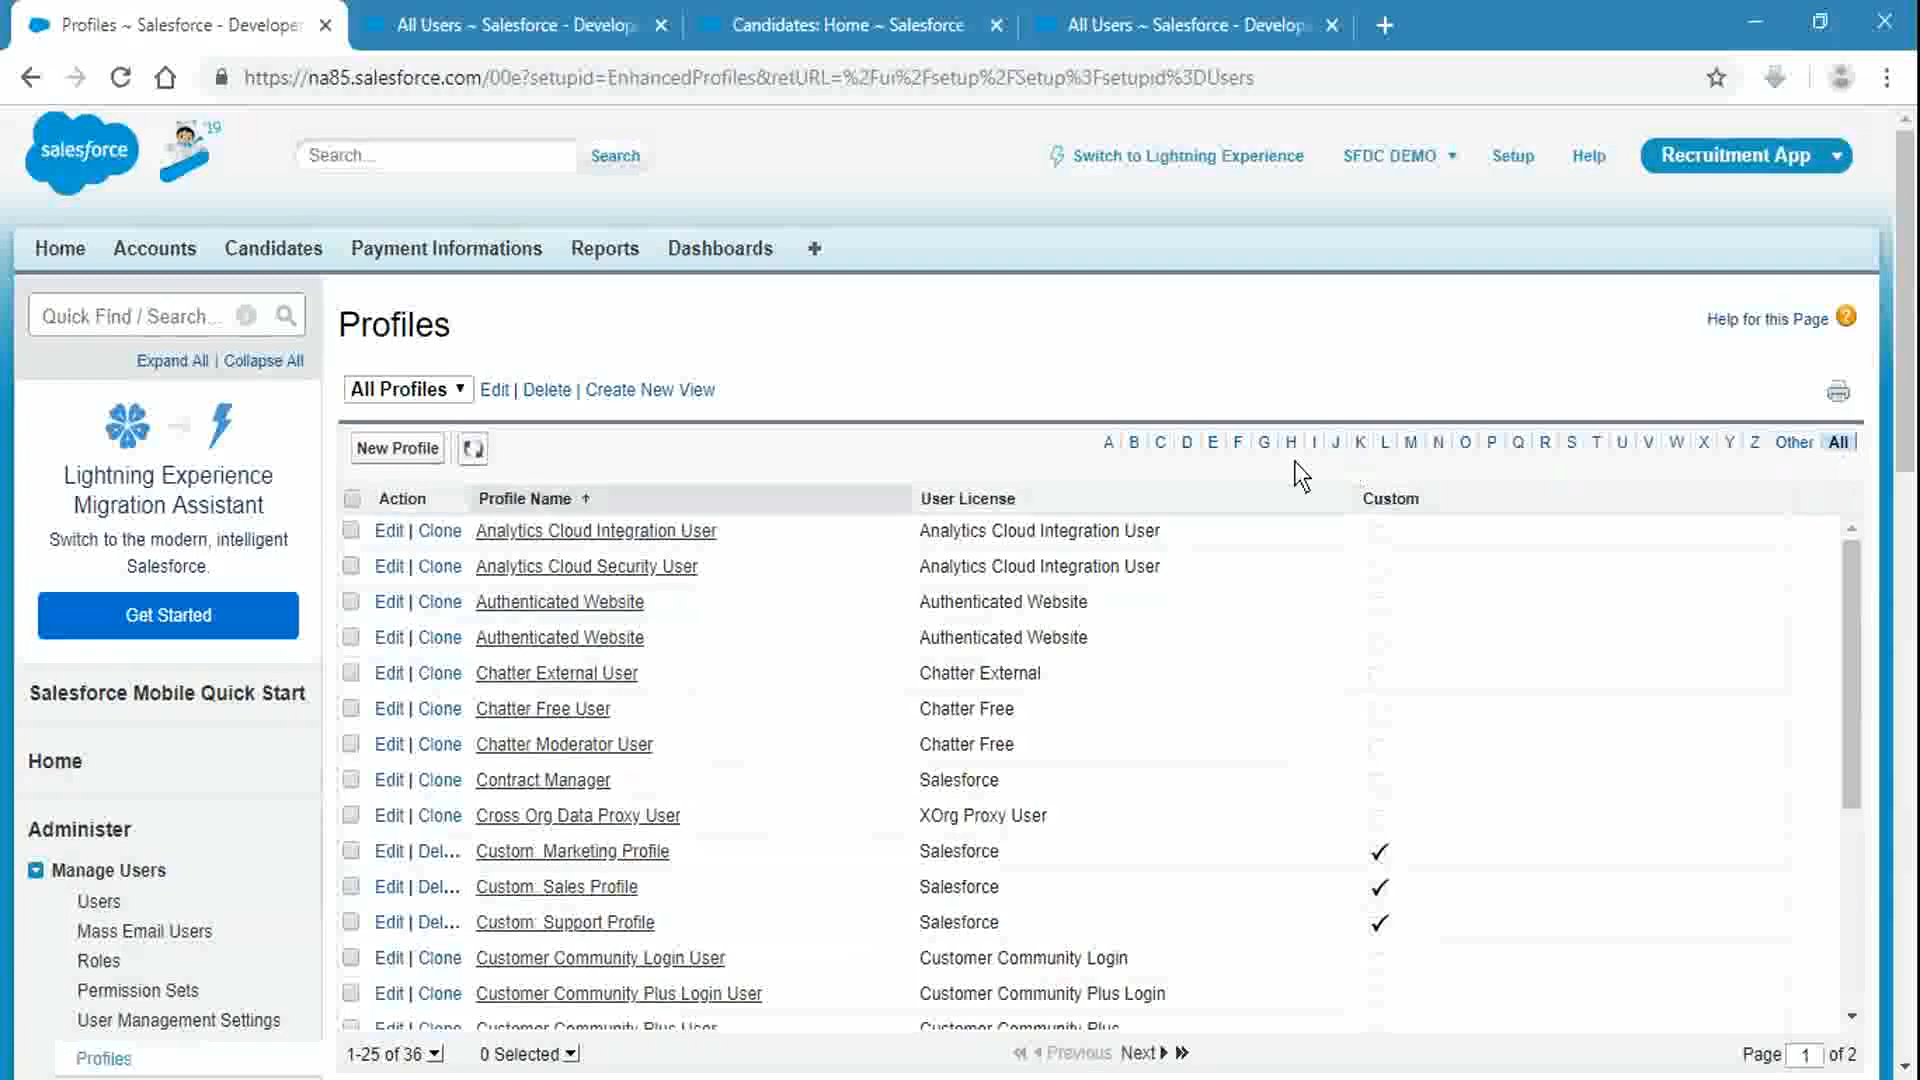 Profiles ~ Salesforce - Developer
All Users ~ Salesforce - Develop
Candidates: Home ~ Salesforce
All Users ~ Salesforce - Develop
https://na85.salesforce.com/00e?setupid=EnhancedProfiles&retURL=%2Fui%2Fsetup%2FSetup%3Fsetupid%3DUsers
salesforce
'19
Search...
Search
Switch to Lightning Experience
SFDC DEMO
Setup
Help
Recruitment App
Home
Accounts
Candidates
Payment Informations
Reports
Dashboards
Quick Find / Search...
Expand All | Collapse All
Lightning Experience
Migration Assistant
Switch to the modern, intelligent
Salesforce.
Get Started
Salesforce Mobile Quick Start
Home
Administer
Manage Users
Users
Mass Email Users
Roles
Permission Sets
User Management Settings
Profiles
Profiles
Help for this Page
All Profiles
Edit | Delete | Create New View
New Profile
A | B | C | D | E | F | G | H | I | J | K | L | M | N | O | P | Q | R | S | T | U | V | W | X | Y | Z | Other | All
Action Profile Name User License Custom
Edit | Clone Analytics Cloud Integration User Analytics Cloud Integration User
Edit | Clone Analytics Cloud Security User Analytics Cloud Integration User
Edit | Clone Authenticated Website Authenticated Website
Edit | Clone Authenticated Website Authenticated Website
Edit | Clone Chatter External User Chatter External
Edit | Clone Chatter Free User Chatter Free
Edit | Clone Chatter Moderator User Chatter Free
Edit | Clone Contract Manager Salesforce
Edit | Clone Cross Org Data Proxy User XOrg Proxy User
Edit | Del... Custom: Marketing Profile Salesforce
Edit | Del... Custom: Sales Profile Salesforce
Edit | Del... Custom: Support Profile Salesforce
Edit | Clone Customer Community Login User Customer Community Login
Edit | Clone Customer Community Plus Login User Customer Community Plus Login
Edit | Clone Customer Community Plus User Customer Community Plus
1-25 of 36
0 Selected
Previous Next
Page 1 of 2